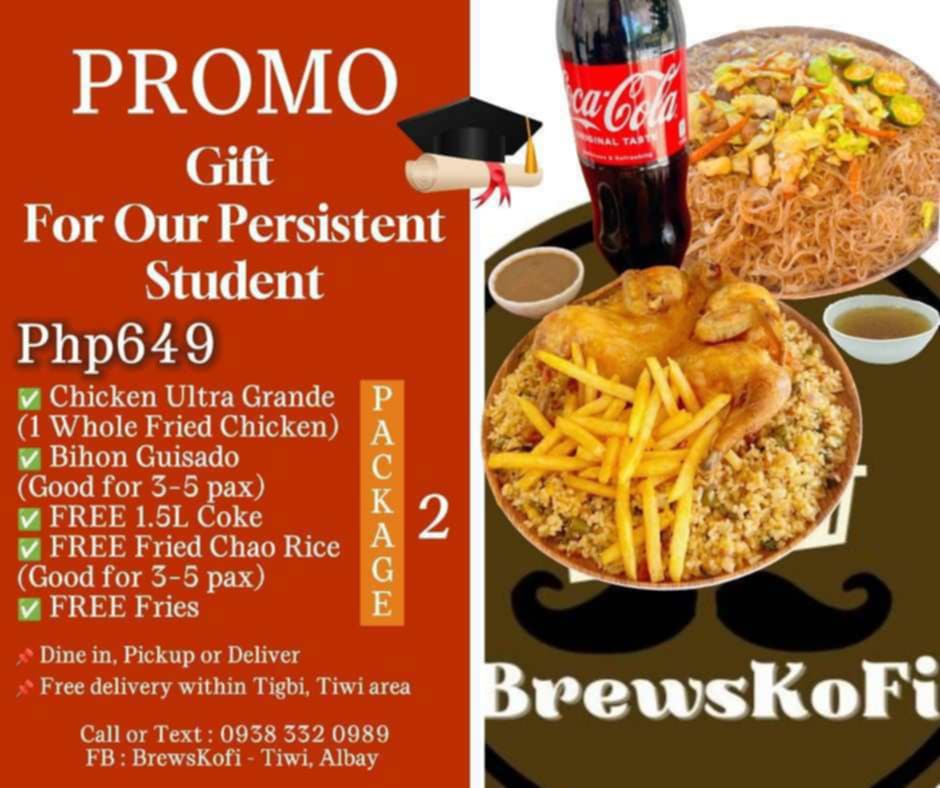 PROMO
Gift
For Our Persistent
Student
Php649
✅ Chicken Ultra Grande
(1 Whole Fried Chicken)
✅ Bihon Guisado
(Good for 3-5 pax)
✅ FREE 1.5L Coke
✅ FREE Fried Chao Rice
(Good for 3-5 pax)
✅ FREE Fries
PACKAGE
2
📌 Dine in, Pickup or Deliver
📌 Free delivery within Tigbi, Tiwi area
Call or Text : 0938 332 0989
FB : BrewsKofi - Tiwi, Albay
Coca-Cola
ORIGINAL TASTE
BrewsKoFi